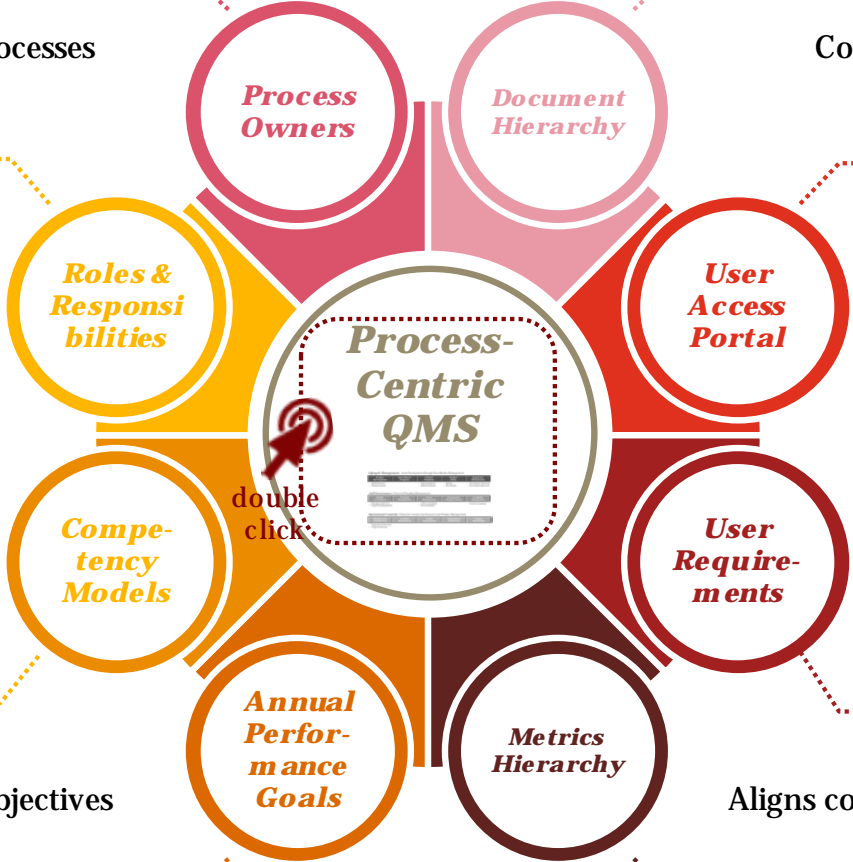 ocesses
Co
Process
Owners
Document
Hierarchy
Roles &
Responsi
bilities
User
Access
Portal
Process-
Centric
QMS
double
click
Compe-
tency
Models
User
Require-
ments
Annual
Perfor-
mance
Goals
Metrics
Hierarchy
bjectives
Aligns co